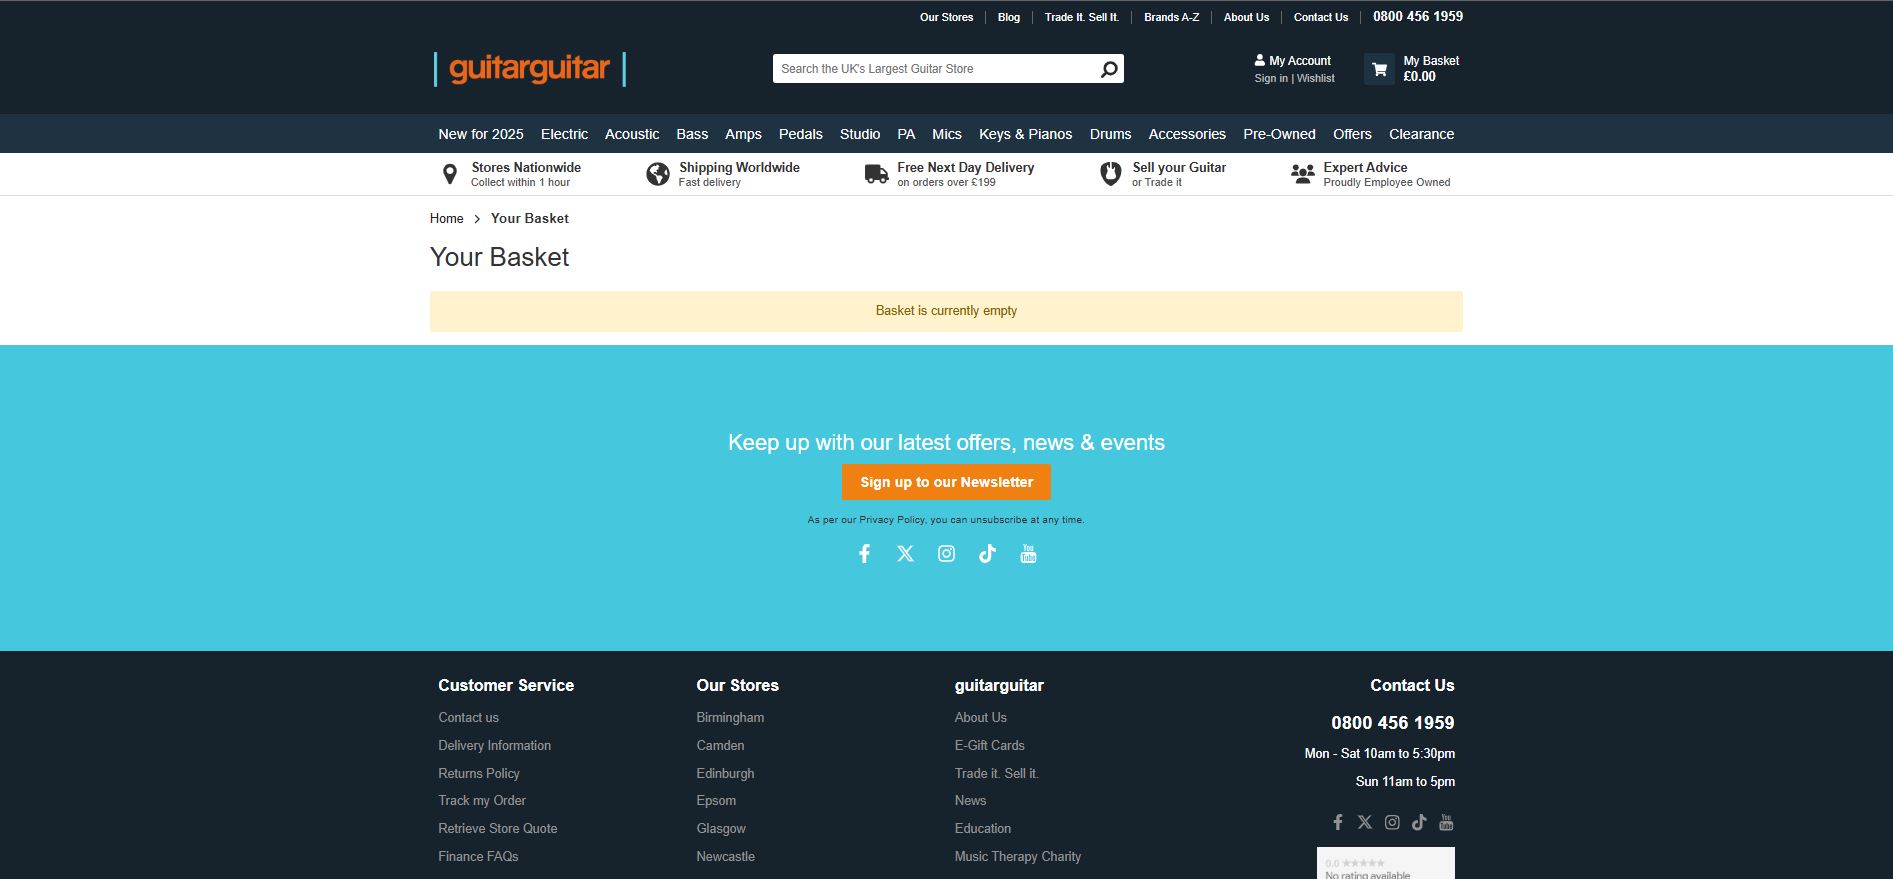 Our Stores | Blog | Trade It. Sell It. | Brands A-Z | About Us | Contact Us | 0800 456 1959
guitarguitar
Search the UK's Largest Guitar Store
My Account
Sign in | Wishlist
My Basket
£0.00
New for 2025 Electric Acoustic Bass Amps Pedals Studio PA Mics Keys & Pianos Drums Accessories Pre-Owned Offers Clearance
Stores Nationwide
Collect within 1 hour
Shipping Worldwide
Fast delivery
Free Next Day Delivery
on orders over £199
Sell your Guitar
or Trade it
Expert Advice
Proudly Employee Owned
Home > Your Basket
Your Basket
Basket is currently empty
Keep up with our latest offers, news & events
Sign up to our Newsletter
As per our Privacy Policy, you can unsubscribe at any time.
You
Tube
Customer Service
Contact us
Delivery Information
Returns Policy
Track my Order
Retrieve Store Quote
Finance FAQs
Our Stores
Birmingham
Camden
Edinburgh
Epsom
Glasgow
Newcastle
guitarguitar
About Us
E-Gift Cards
Trade it. Sell it.
News
Education
Music Therapy Charity
Contact Us
0800 456 1959
Mon - Sat 10am to 5:30pm
Sun 11am to 5pm
You
Tube
0.0 ★★★★★
No rating available